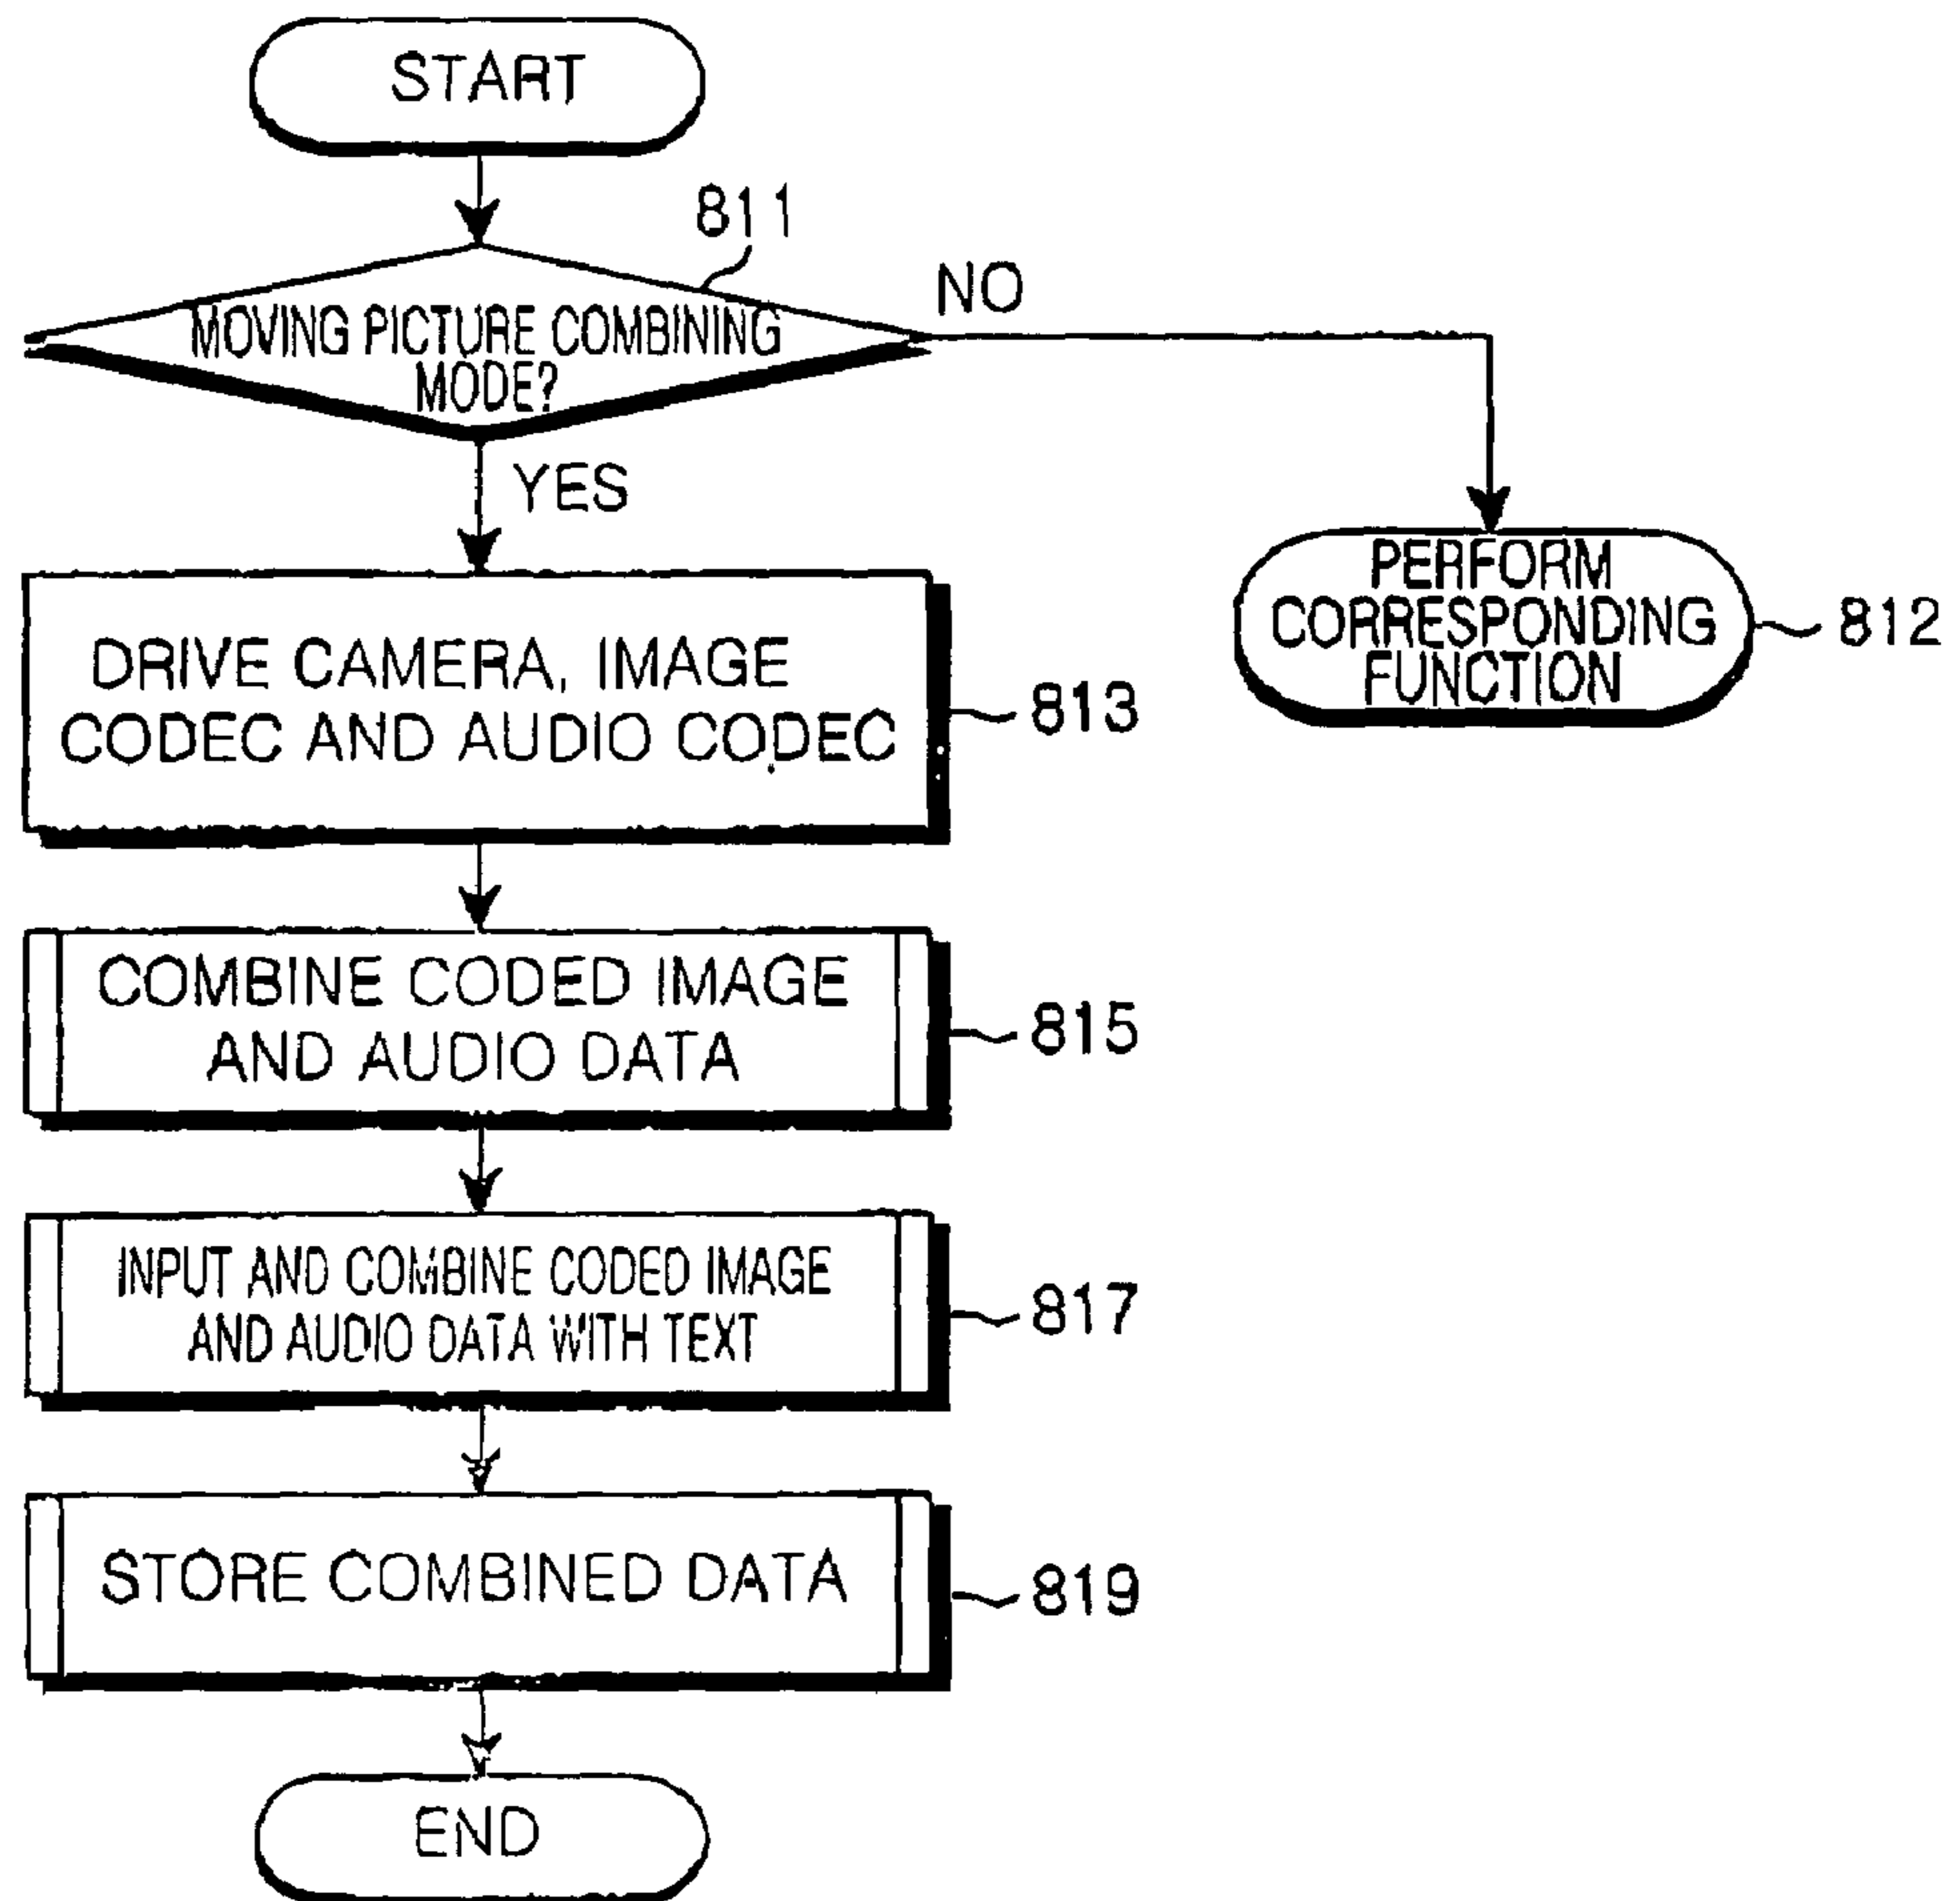 START
811
MOVING PICTURE COMBINING
MODE?
NO
YES
PERFORM
CORRESPONDING
FUNCTION
812
DRIVE CAMERA, IMAGE
CODEC AND AUDIO CODEC
813
COMBINE CODED IMAGE
AND AUDIO DATA
815
INPUT AND COMBINE CODED IMAGE
AND AUDIO DATA WITH TEXT
817
STORE COMBINED DATA
819
END